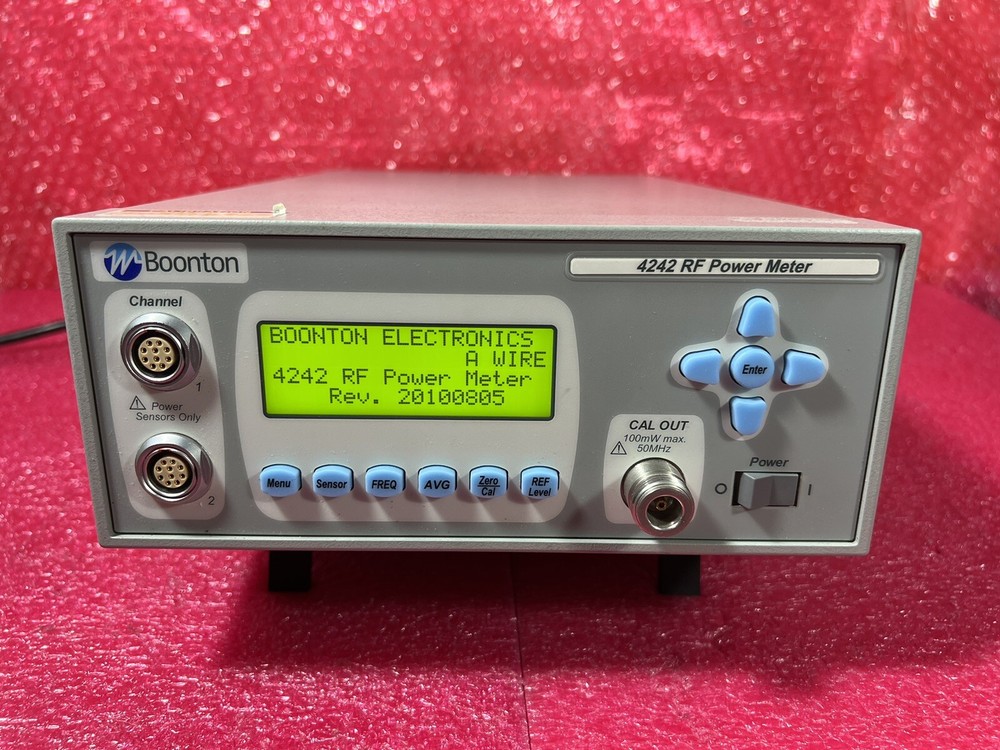 Boonton
4242 RF Power Meter
Channel
1
Power
Sensors Only
2
BOONTON ELECTRONICS
A WIRE
4242 RF Power Meter
Rev. 20100805
Menu
Sensor
FREQ
AVG
Zero
Cal
REF
Level
Enter
CAL OUT
100mW max.
50MHz
Power
O
I